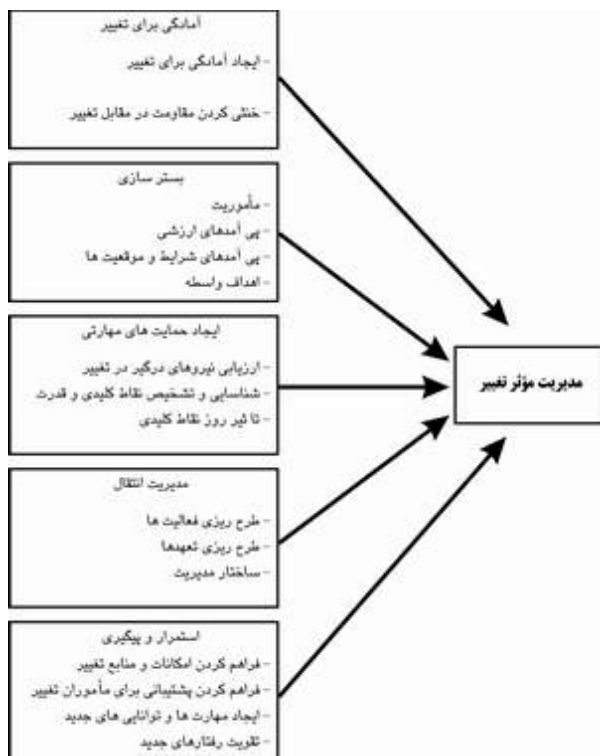 آمادگی برای تغییر
- ایجاد آمادگی برای تغییر
- خنثی کردن مقاومت در مقابل تغییر
بستر سازی
- مأموریت
- پی آمدهای ارزشی
- پی آمدهای شرایط و موقعیت ها
- اهداف واسطه
ایجاد حمایت های مهارتی
- ارزیابی نیروهای درگیر در تغییر
- شناسایی و تشخیص نقاط کلیدی و قدرت
- تا ثیر روز نقاط کلیدی
مدیریت مؤثر تغییر
مدیریت انتقال
- طرح ریزی فعالیت ها
- طرح ریزی تعهدها
- ساختار مدیریت
استمرار و پیگیری
- فراهم کردن امکانات و منابع تغییر
- فراهم کردن پشتیبانی برای مأموران تغییر
- ایجاد مهارت ها و توانایی های جدید
- تقویت رفتارهای جدید